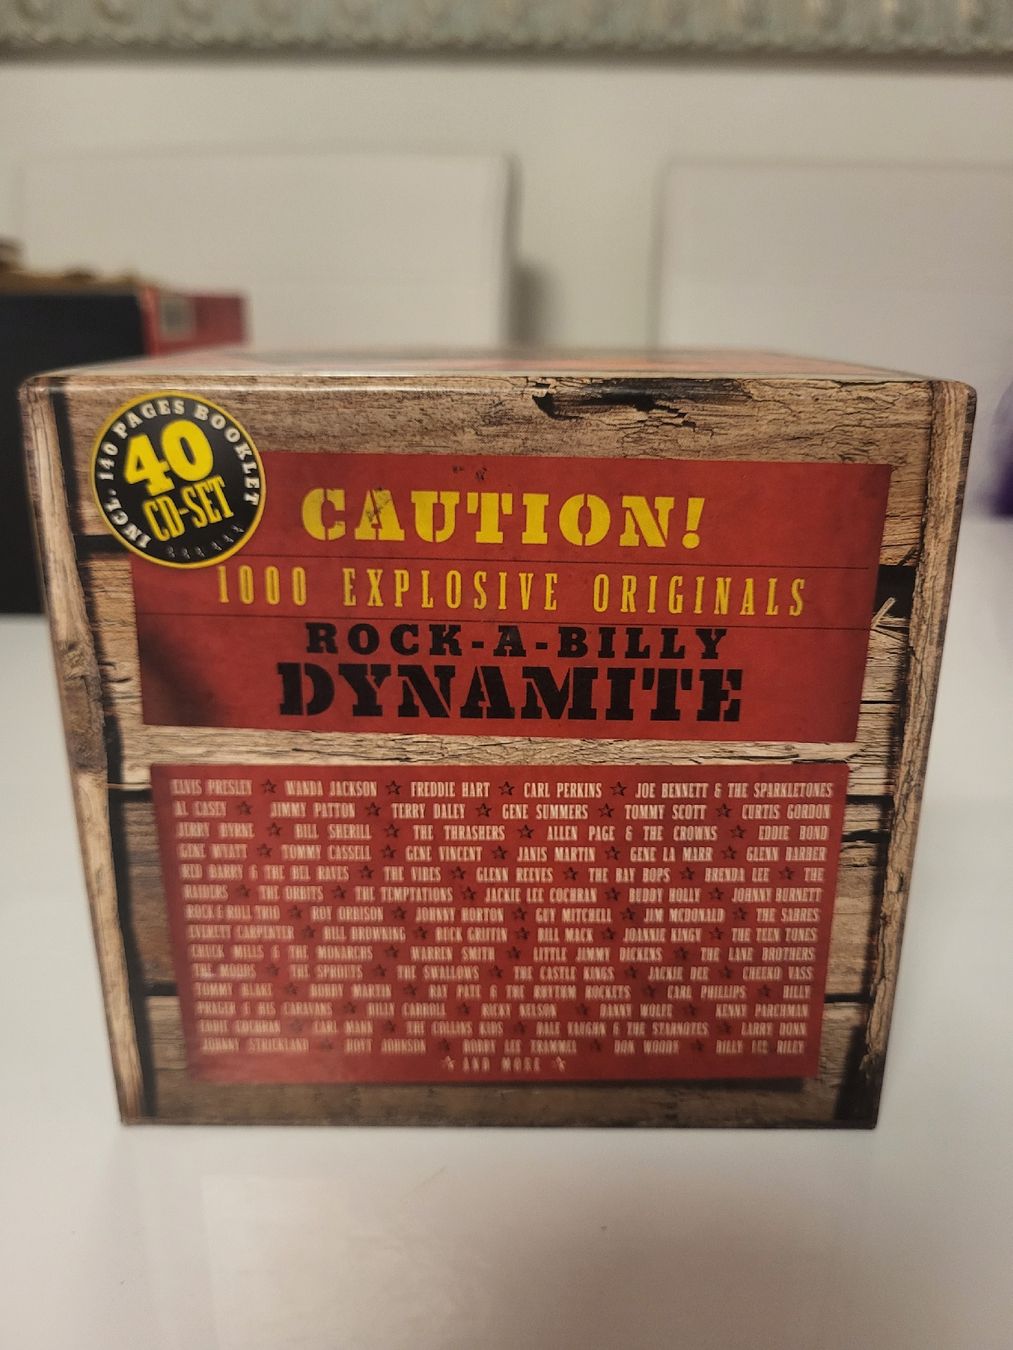 INCL. 140 PAGES BOOKLET
40
CD-SET
CAUTION!
1000 EXPLOSIVE ORIGINALS
ROCK-A-BILLY
DYNAMITE
ELVIS PRESLEY ☆ WANDA JACKSON ☆ FREDDIE HART ☆ CARL PERKINS ☆ JOE BENNETT & THE SPARKLETONES
AL CASEY ☆ JIMMY PATTON ☆ TERRY DALEY ☆ GENE SUMMERS ☆ TOMMY SCOTT ☆ CURTIS GORDON
JERRY BYRNE ☆ BILL SHERILL ☆ THE THRASHERS ☆ ALLEN PAGE & THE CROWNS ☆ EDDIE BOND
GENE WYATT ☆ TOMMY CASSELL ☆ GENE VINCENT ☆ JANIS MARTIN ☆ GENE LA MARR ☆ GLENN BARBER
RED BARRY & THE BEL RAVES ☆ THE VIBES ☆ GLENN REEVES ☆ THE BAY BOPS ☆ BRENDA LEE ☆ THE
RAIDERS ☆ THE ORBITS ☆ THE TEMPTATIONS ☆ JACKIE LEE COCHRAN ☆ BUDDY HOLLY ☆ JOHNNY BURNETT
ROCK & ROLL TRIO ☆ ROY ORBISON ☆ JOHNNY HORTON ☆ GUY MITCHELL ☆ JIM MCDONALD ☆ THE SABRES
EVERETT CARPENTER ☆ BILL BROWNING ☆ BUCK GRIFFIN ☆ BILL MACK ☆ JOANNIE KINGV ☆ THE TEEN TONES
CHUCK MILLS & THE MONARCHS ☆ WARREN SMITH ☆ LITTLE JIMMY DICKENS ☆ THE LANE BROTHERS
THE MODDS ☆ THE SPROUTS ☆ THE SWALLOWS ☆ THE CASTLE KINGS ☆ JACKIE DEE ☆ CHEEKO VASS
TOMMY BLAKE ☆ BOBBY MARTIN ☆ RAY PATE & THE RHYTHM ROCKETS ☆ CARL PHILLIPS ☆ BILLY
PRAGER & HIS CARAVANS ☆ BILLY CARROLL ☆ RICKY NELSON ☆ DANNY WOLFE ☆ KENNY PARCHMAN
EDDIE COCHRAN ☆ CARL MANN ☆ THE COLLINS KIDS ☆ DALE VAUGHN & THE STARNOTES ☆ LARRY DONN
JOHNNY STRICKLAND ☆ HOYT JOHNSON ☆ BOBBY LEE TRAMMEL ☆ DON WOODY ☆ BILLY LEE RILEY
☆ AND MORE ☆